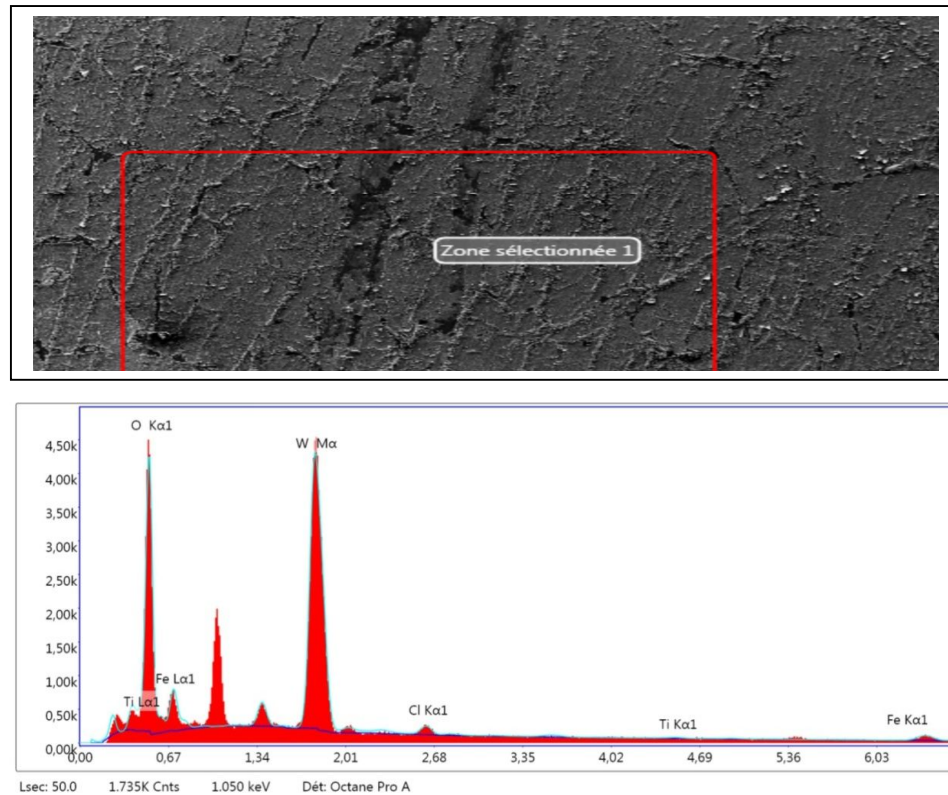 Zone sélectionnée 1
O Kα1
W Mα
4,50k
4,00k
3,50k
3,00k
2,50k
2,00k
1,50k
1,00k
Fe Lα1
0,50k
Ti Lα1
Cl Kα1
Ti Kα1
Fe Kα1
0,00k
0,00 0,67 1,34 2,01 2,68 3,35 4,02 4,69 5,36 6,03
Lsec: 50.0 1.735K Cnts 1.050 keV Dét: Octane Pro A